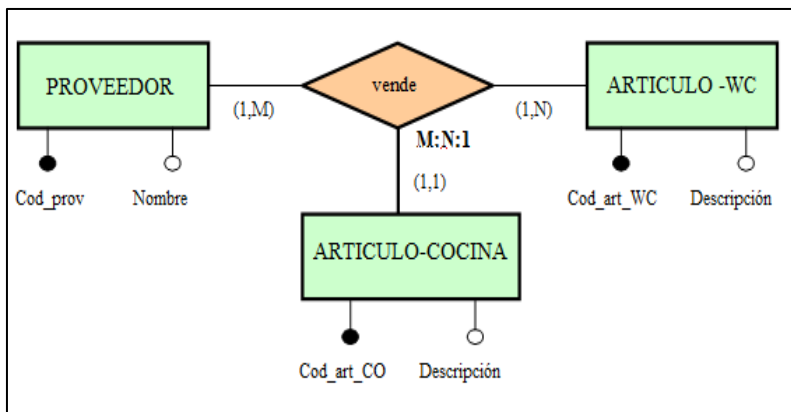 PROVEEDOR
vende
ARTICULO -WC
(1,M)
(1,N)
M:N:1
(1,1)
Cod_prov
Nombre
Cod_art_WC
Descripción
ARTICULO-COCINA
Cod_art_CO
Descripción